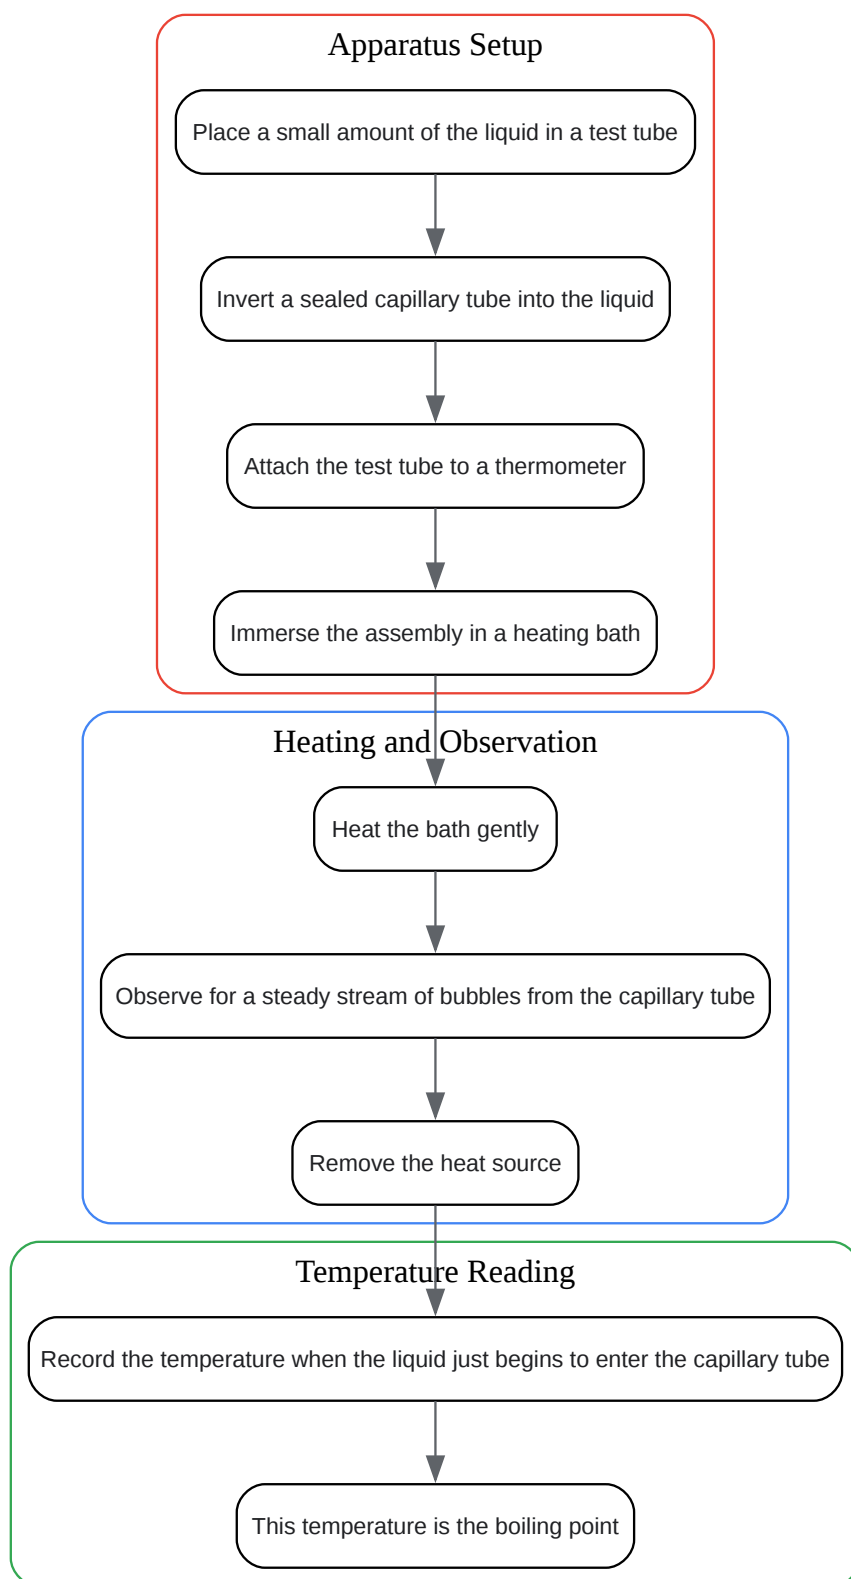 Apparatus Setup
Place a small amount of the liquid in a test tube
Invert a sealed capillary tube into the liquid
Attach the test tube to a thermometer
Immerse the assembly in a heating bath
Heating and Observation
Heat the bath gently
Observe for a steady stream of bubbles from the capillary tube
Remove the heat source
Temperature Reading
Record the temperature when the liquid just begins to enter the capillary tube
This temperature is the boiling point